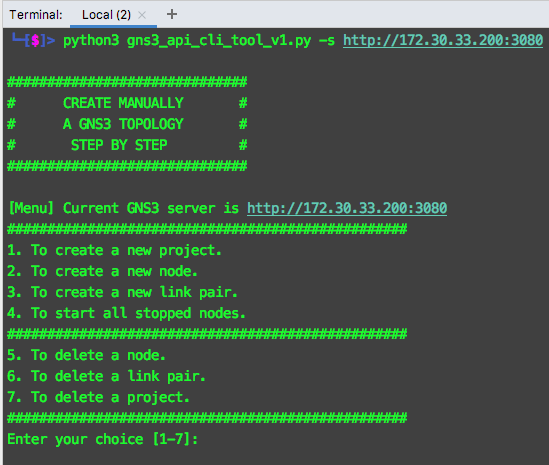 Terminal: Local (2) × +
└─[$]> python3 gns3_api_cli_tool_v1.py -s http://172.30.33.200:3080
##############################
#      CREATE MANUALLY       #
#      A GNS3 TOPOLOGY       #
#       STEP BY STEP         #
##############################
[Menu] Current GNS3 server is http://172.30.33.200:3080
##################################################
1. To create a new project.
2. To create a new node.
3. To create a new link pair.
4. To start all stopped nodes.
##################################################
5. To delete a node.
6. To delete a link pair.
7. To delete a project.
##################################################
Enter your choice [1-7]: